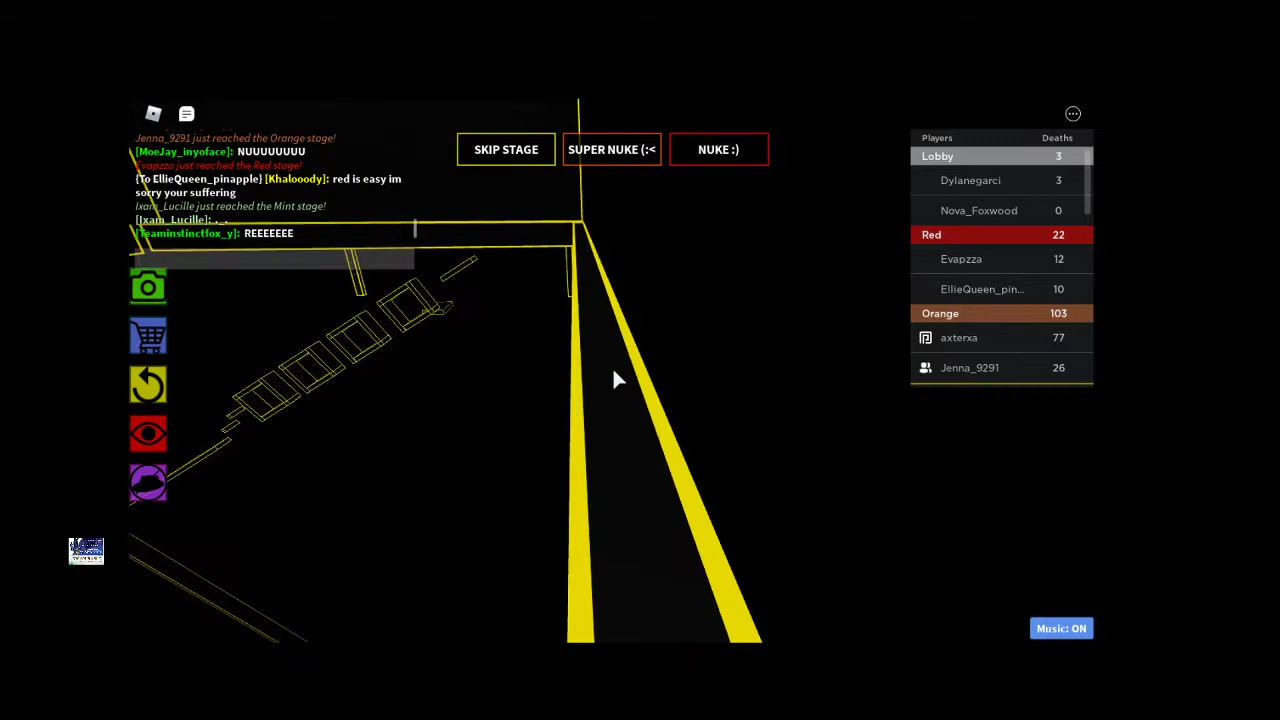 Jenna_9291 just reached the Orange stage!
[MoeJay_inyoface]: NUUUUUUUU
Evapzza just reached the Red stage!
{To EllieQueen_pinapple} [Khalooody]: red is easy im
sorry your suffering
Ixam_Lucille just reached the Mint stage!
[Ixam_Lucille]: ._.
[Teaminstinctfox_y]: REEEEEEE
SKIP STAGE
SUPER NUKE (:<
NUKE :)
Players Deaths
Lobby 3
Dylanegarci 3
Nova_Foxwood 0
Red 22
Evapzza 12
EllieQueen_pin... 10
Orange 103
axterxa 77
Jenna_9291 26
Music: ON